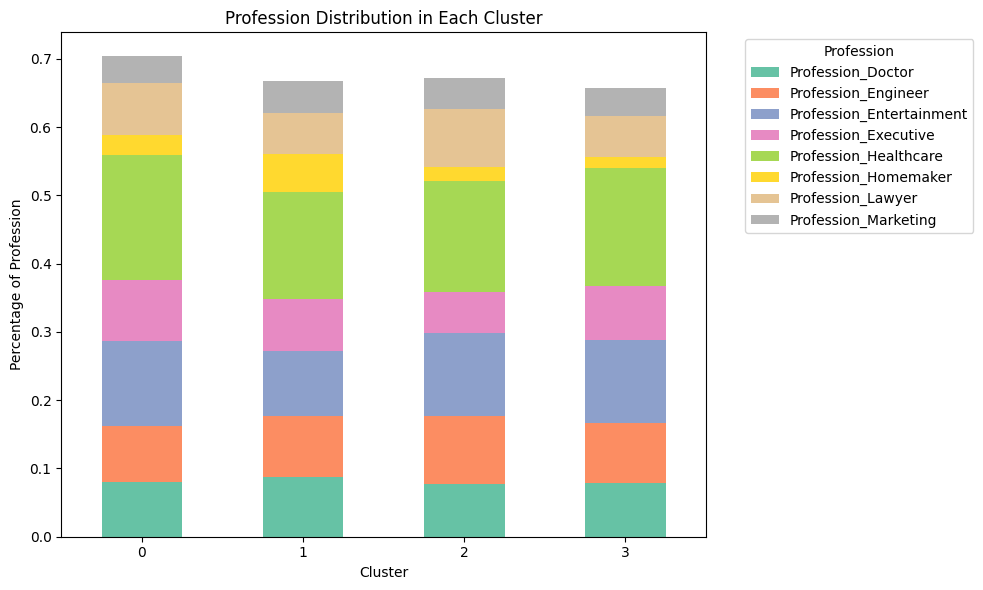 Profession Distribution in Each Cluster
Percentage of Profession
0.7
0.6
0.5
0.4
0.3
0.2
0.1
0.0
0 1 2 3
Cluster
Profession
Profession_Doctor
Profession_Engineer
Profession_Entertainment
Profession_Executive
Profession_Healthcare
Profession_Homemaker
Profession_Lawyer
Profession_Marketing